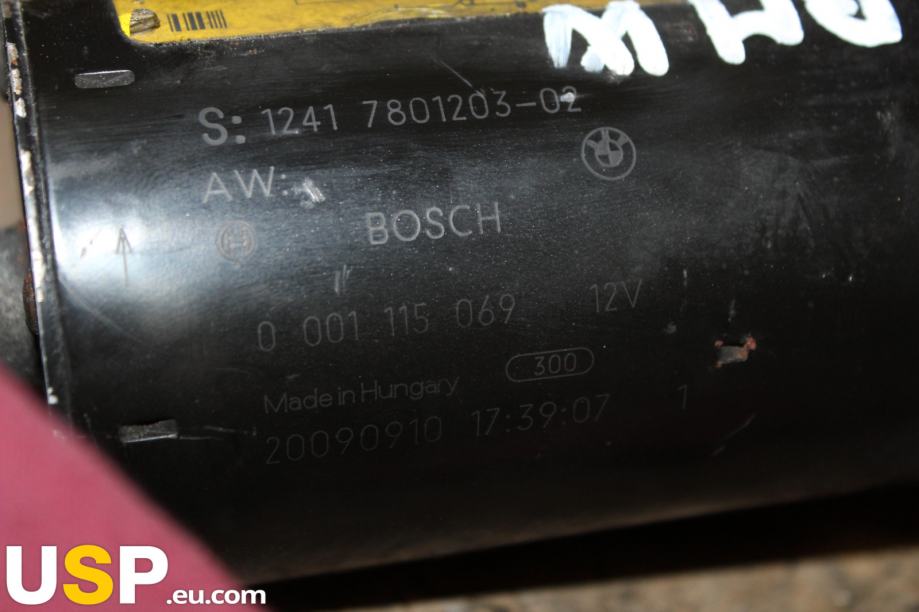 S: 1241 7801203-02
AW:
BOSCH
0 001 115 069 12V
Made in Hungary 300
20090910 17:39:07 1
USP.eu.com